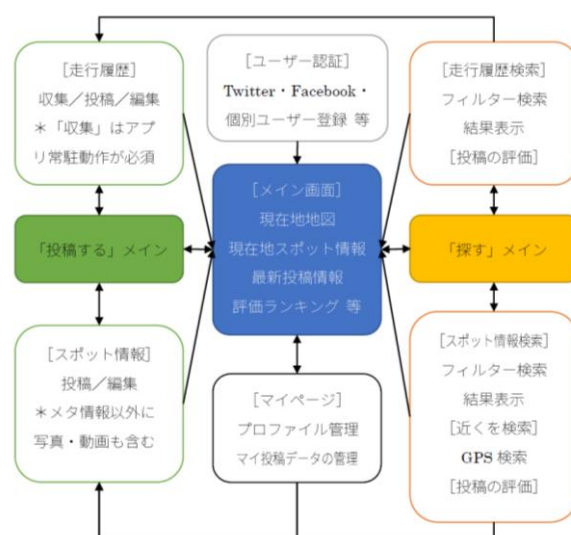 [走行履歴]
収集／投稿／編集
＊「収集」はアプ
リ常駐動作が必須
[ユーザー認証]
Twitter・Facebook・
個別ユーザー登録 等
[走行履歴検索]
フィルター検索
結果表示
[投稿の評価]
「投稿する」メイン
[メイン画面]
現在地地図
現在地スポット情報
最新投稿情報
評価ランキング 等
「探す」メイン
[スポット情報]
投稿／編集
＊メタ情報以外に
写真・動画も含む
[マイページ]
プロファイル管理
マイ投稿データの管理
[スポット情報検索]
フィルター検索
結果表示
[近くを検索]
GPS 検索
[投稿の評価]